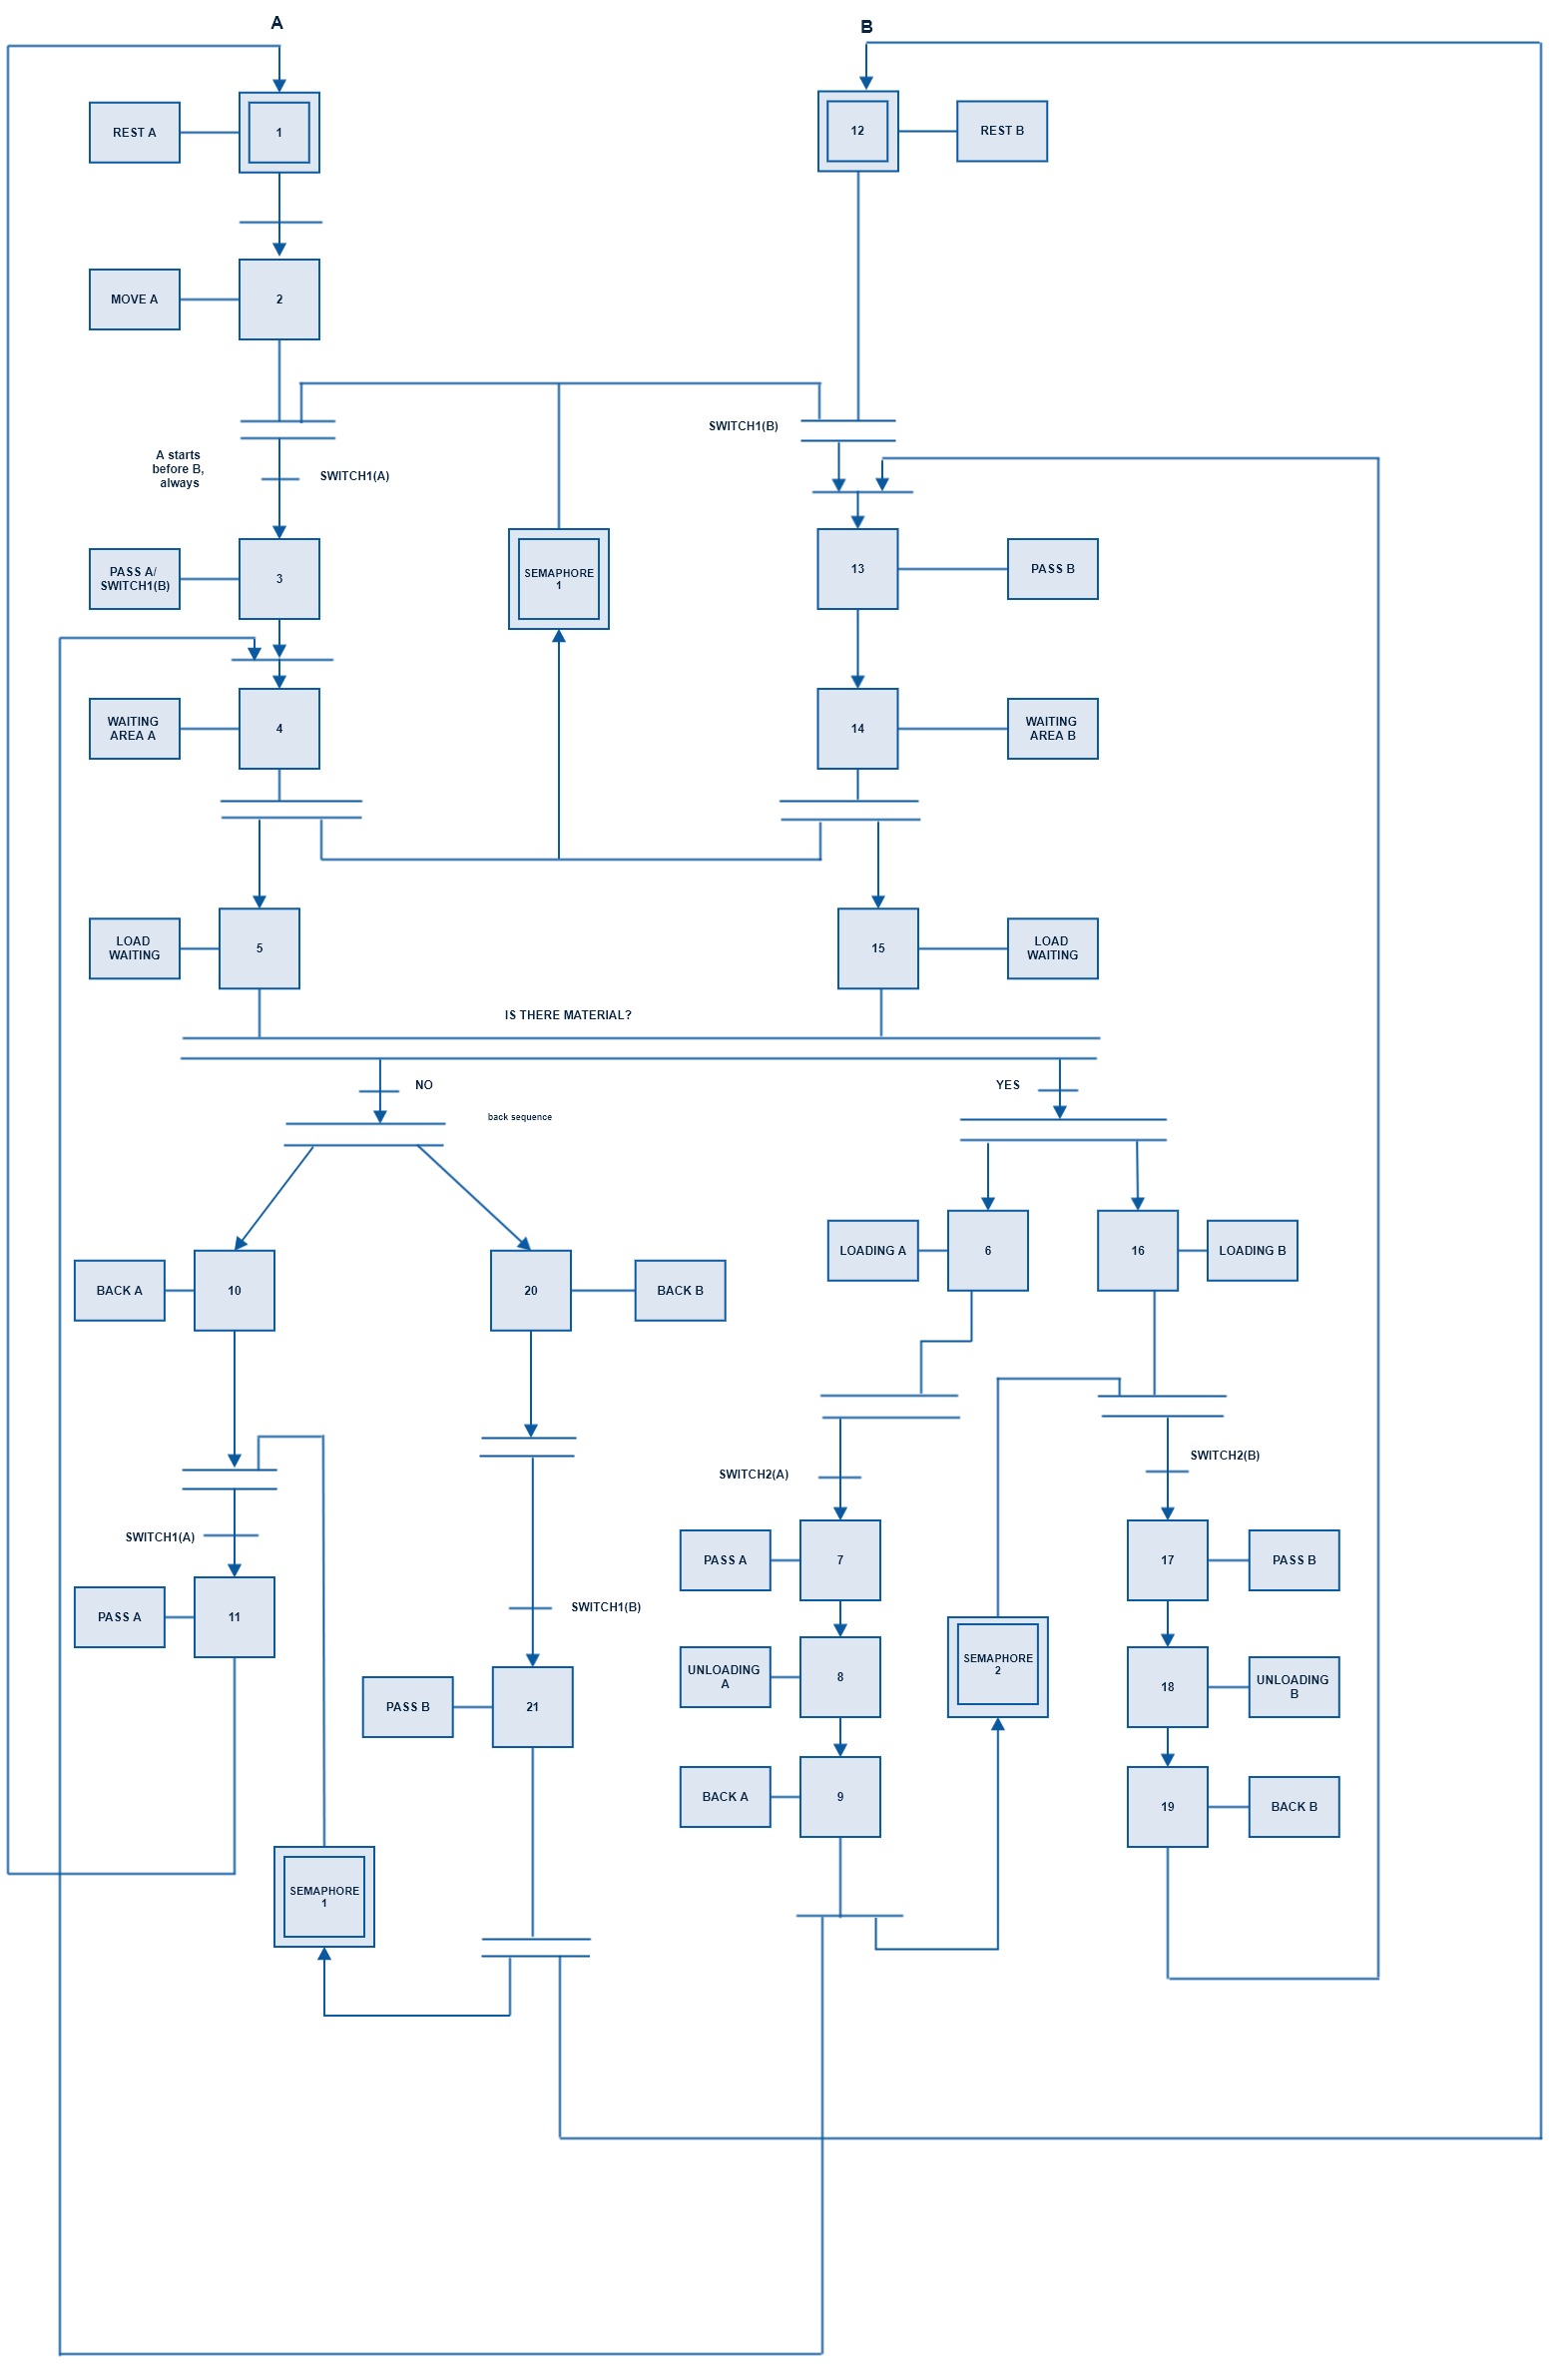 A
B
REST A
1
12
REST B
MOVE A
2
SWITCH1(B)
A starts
before B,
always
SWITCH1(A)
PASS A/
SWITCH1(B)
3
SEMAPHORE
1
13
PASS B
WAITING
AREA A
4
14
WAITING
AREA B
LOAD
WAITING
5
15
LOAD
WAITING
IS THERE MATERIAL?
NO
YES
back sequence
BACK A
10
20
BACK B
LOADING A
6
16
LOADING B
SWITCH2(B)
SWITCH2(A)
SWITCH1(A)
PASS A
7
17
PASS B
PASS A
11
SWITCH1(B)
UNLOADING
A
8
SEMAPHORE
2
18
UNLOADING
B
PASS B
21
BACK A
9
19
BACK B
SEMAPHORE
1